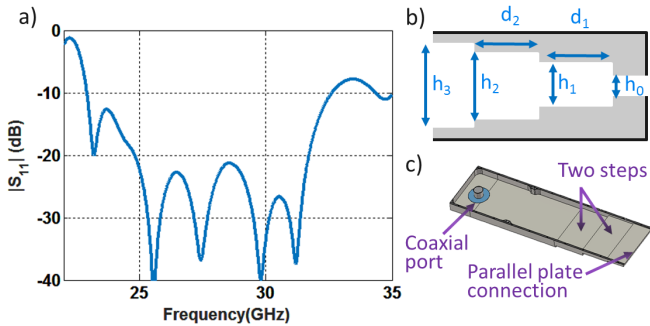 a)
0
-10
-20
-30
-40
|S11| (dB)
25
30
35
Frequency(GHz)
b)
d2
d1
h3
h2
h1
h0
c)
Two steps
Coaxial
port
Parallel plate
connection